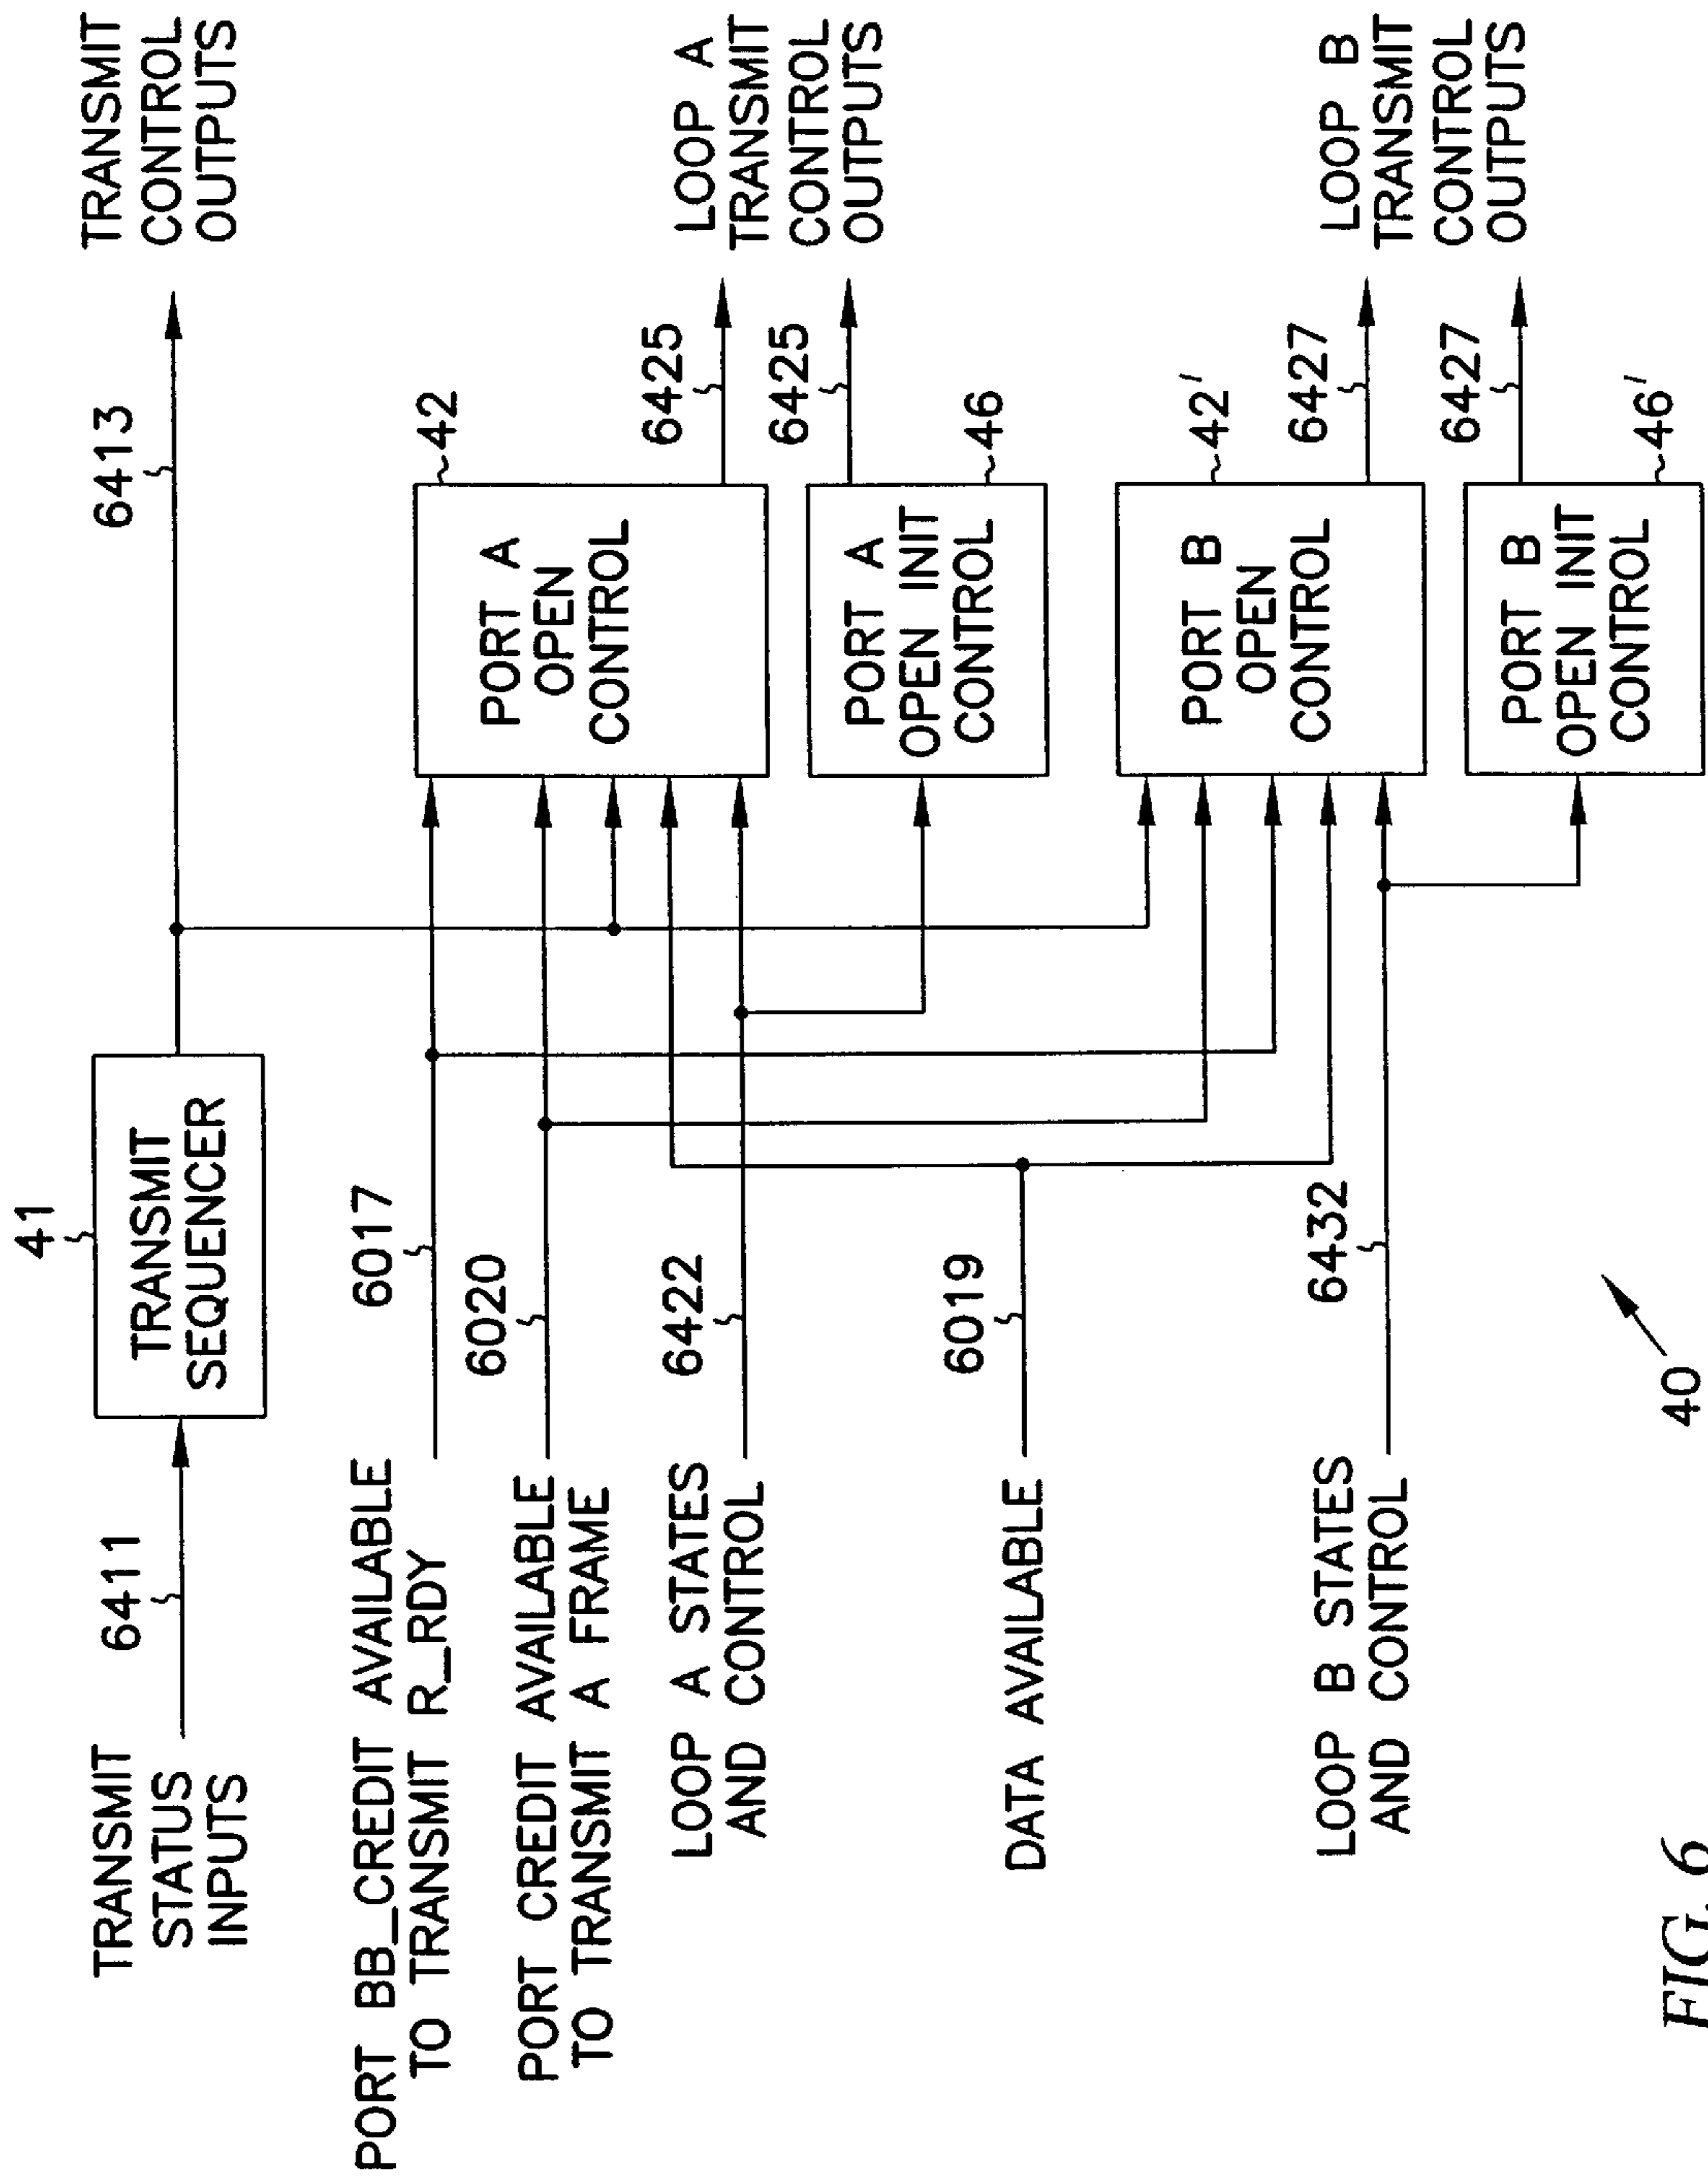 TRANSMIT
STATUS
INPUTS
6411
41
TRANSMIT
SEQUENCER
6413
TRANSMIT
CONTROL
OUTPUTS
PORT BB_CREDIT AVAILABLE
TO TRANSMIT R_RDY
6017
PORT CREDIT AVAILABLE
TO TRANSMIT A FRAME
6020
LOOP A STATES
AND CONTROL
6422
DATA AVAILABLE
6019
LOOP B STATES
AND CONTROL
6432
PORT A
OPEN
CONTROL
42
6425
PORT A
OPEN INIT
CONTROL
46
6425
LOOP A
TRANSMIT
CONTROL
OUTPUTS
PORT B
OPEN
CONTROL
42'
6427
PORT B
OPEN INIT
CONTROL
46'
6427
LOOP B
TRANSMIT
CONTROL
OUTPUTS
40
FIG. 6